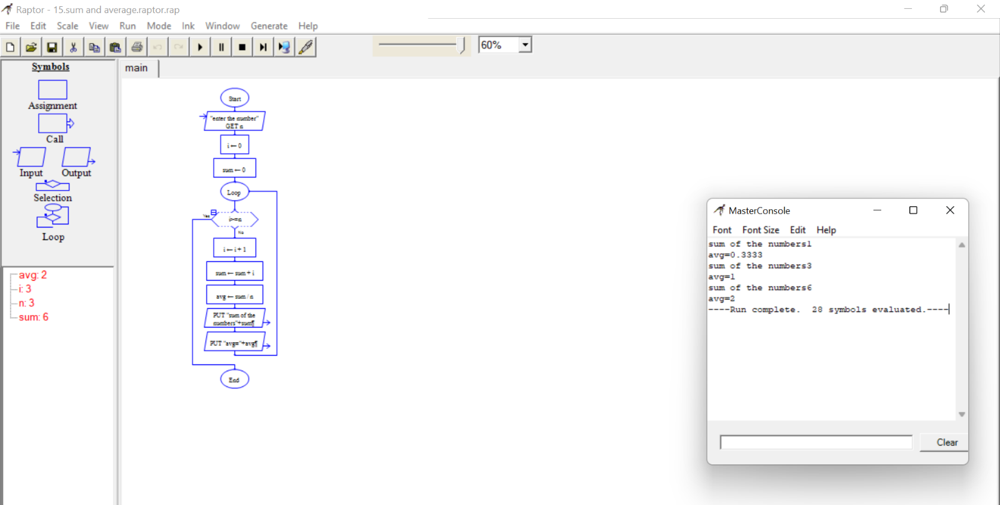 Raptor - 15.sum and average.raptor.rap
File Edit Scale View Run Mode Ink Window Generate Help
60%
Symbols
Assignment
Call
Input Output
Selection
Loop
avg: 2
i: 3
n: 3
sum: 6
main
Start
"enter the number"
GET n
i ← 0
sum ← 0
Loop
Yes
i>=n
No
i ← i + 1
sum ← sum + i
avg ← sum / n
PUT "sum of the
numbers"+sum¶
PUT "avg="+avg¶
End
MasterConsole
Font Font Size Edit Help
sum of the numbers1
avg=0.3333
sum of the numbers3
avg=1
sum of the numbers6
avg=2
----Run complete.  28 symbols evaluated.----
Clear